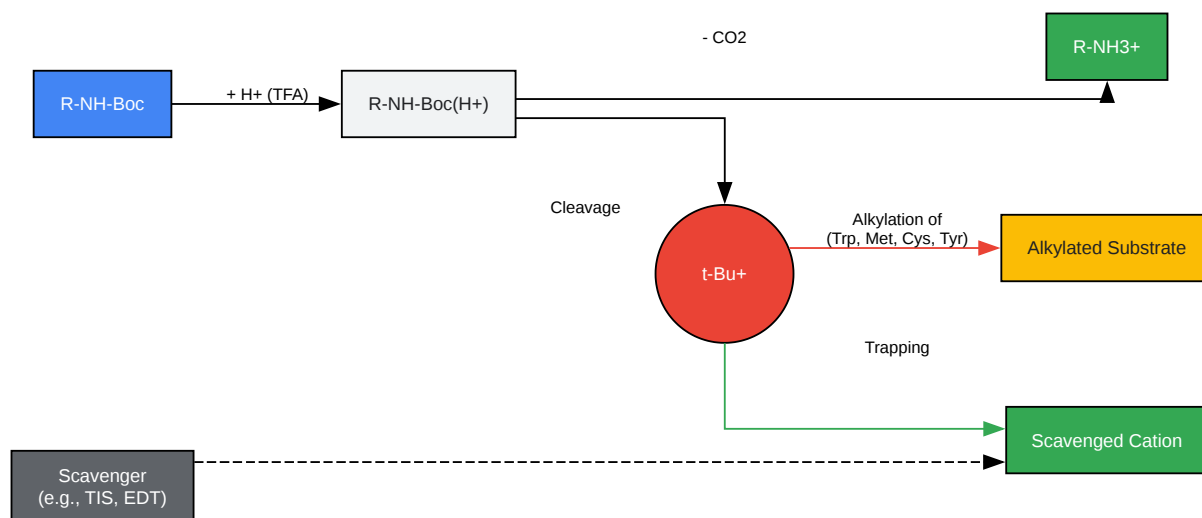 - CO2
R-NH3+
R-NH-Boc
+ H+ (TFA)
R-NH-Boc(H+)
Cleavage
Alkylation of
(Trp, Met, Cys, Tyr)
Alkylated Substrate
t-Bu+
Trapping
Scavenged Cation
Scavenger
(e.g., TIS, EDT)